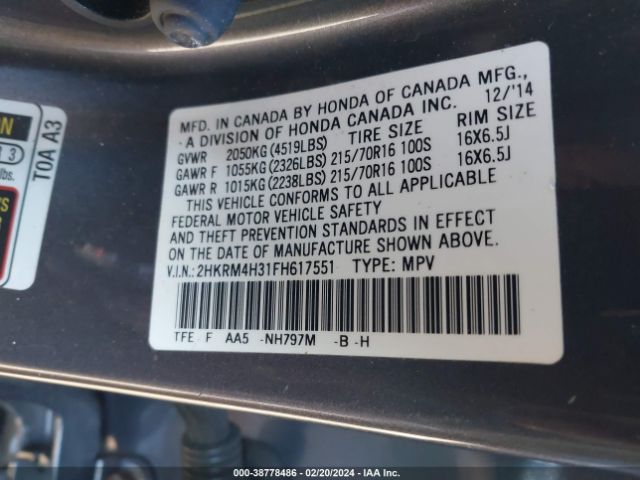 MFD. IN CANADA BY HONDA OF CANADA MFG.,
A DIVISION OF HONDA CANADA INC. 12/'14
GVWR 2050KG(4519LBS) TIRE SIZE RIM SIZE
GAWR F 1055KG(2326LBS) 215/70R16 100S 16X6.5J
GAWR R 1015KG(2238LBS) 215/70R16 100S 16X6.5J
THIS VEHICLE CONFORMS TO ALL APPLICABLE
FEDERAL MOTOR VEHICLE SAFETY
AND THEFT PREVENTION STANDARDS IN EFFECT
ON THE DATE OF MANUFACTURE SHOWN ABOVE.
V.I.N.: 2HKRM4H31FH617551 TYPE: MPV
TFE F AA5 -NH797M -B -H
T0A A3
3
lbs.
000-38778486 - 02/20/2024 - IAA Inc.